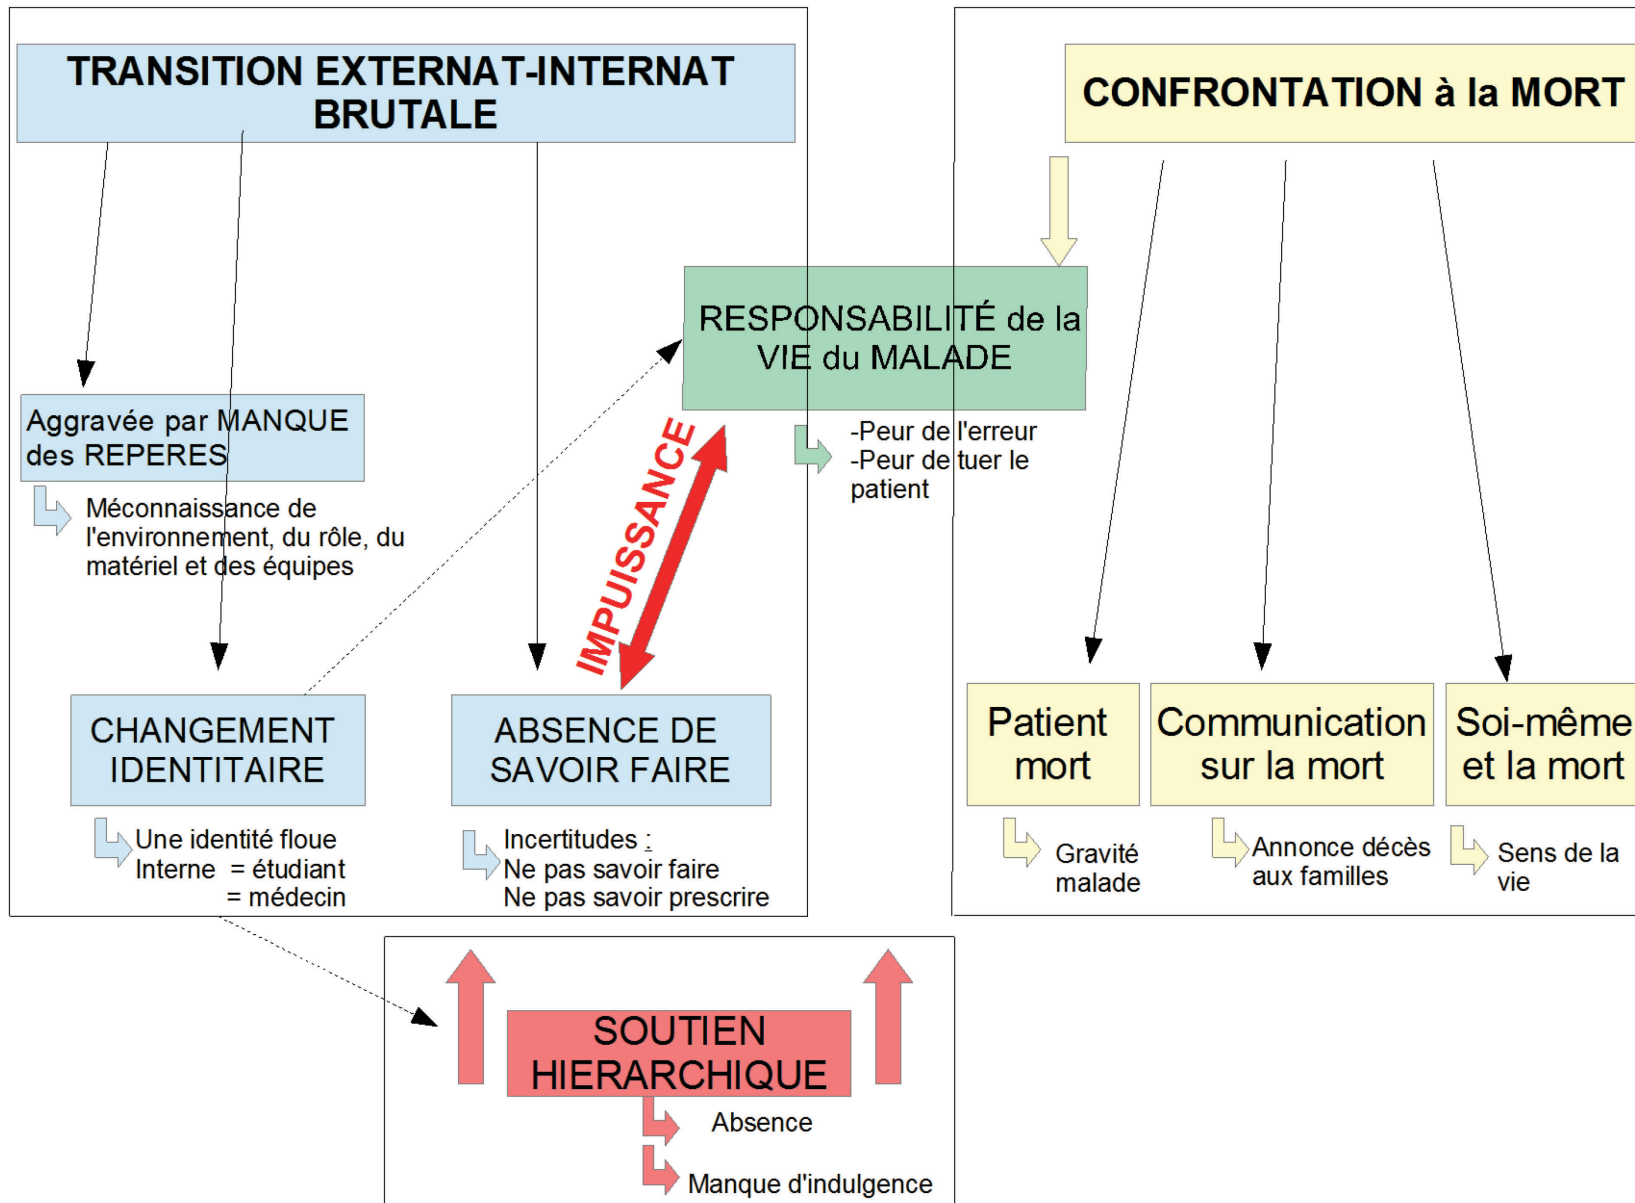 TRANSITION EXTERNAT-INTERNAT
BRUTALE
CONFRONTATION à la MORT
RESPONSABILITÉ de la
VIE du MALADE
-Peur de l'erreur
-Peur de tuer le
patient
Aggravée par MANQUE
des REPERES
Méconnaissance de
l'environnement, du rôle, du
matériel et des équipes
IMPUISSANCE
CHANGEMENT
IDENTITAIRE
Une identité floue
Interne = étudiant
= médecin
ABSENCE DE
SAVOIR FAIRE
Incertitudes :
Ne pas savoir faire
Ne pas savoir prescrire
Patient
mort
Gravité
malade
Communication
sur la mort
Annonce décès
aux familles
Soi-même
et la mort
Sens de la
vie
SOUTIEN
HIERARCHIQUE
Absence
Manque d'indulgence